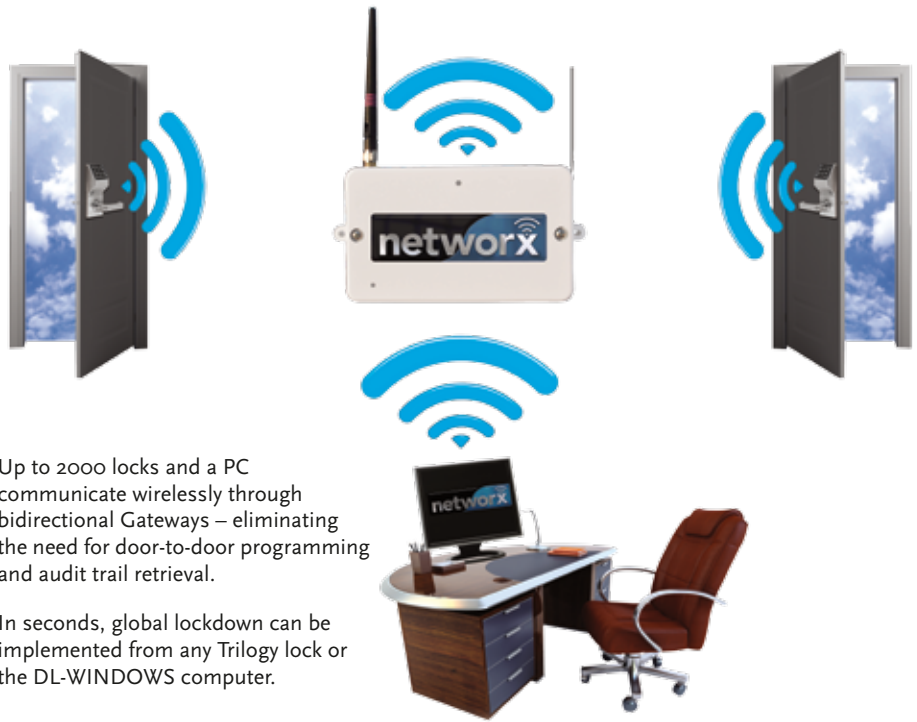 networx
networx
Up to 2000 locks and a PC
communicate wirelessly through
bidirectional Gateways – eliminating
the need for door-to-door programming
and audit trail retrieval.
In seconds, global lockdown can be
implemented from any Trilogy lock or
the DL-WINDOWS computer.